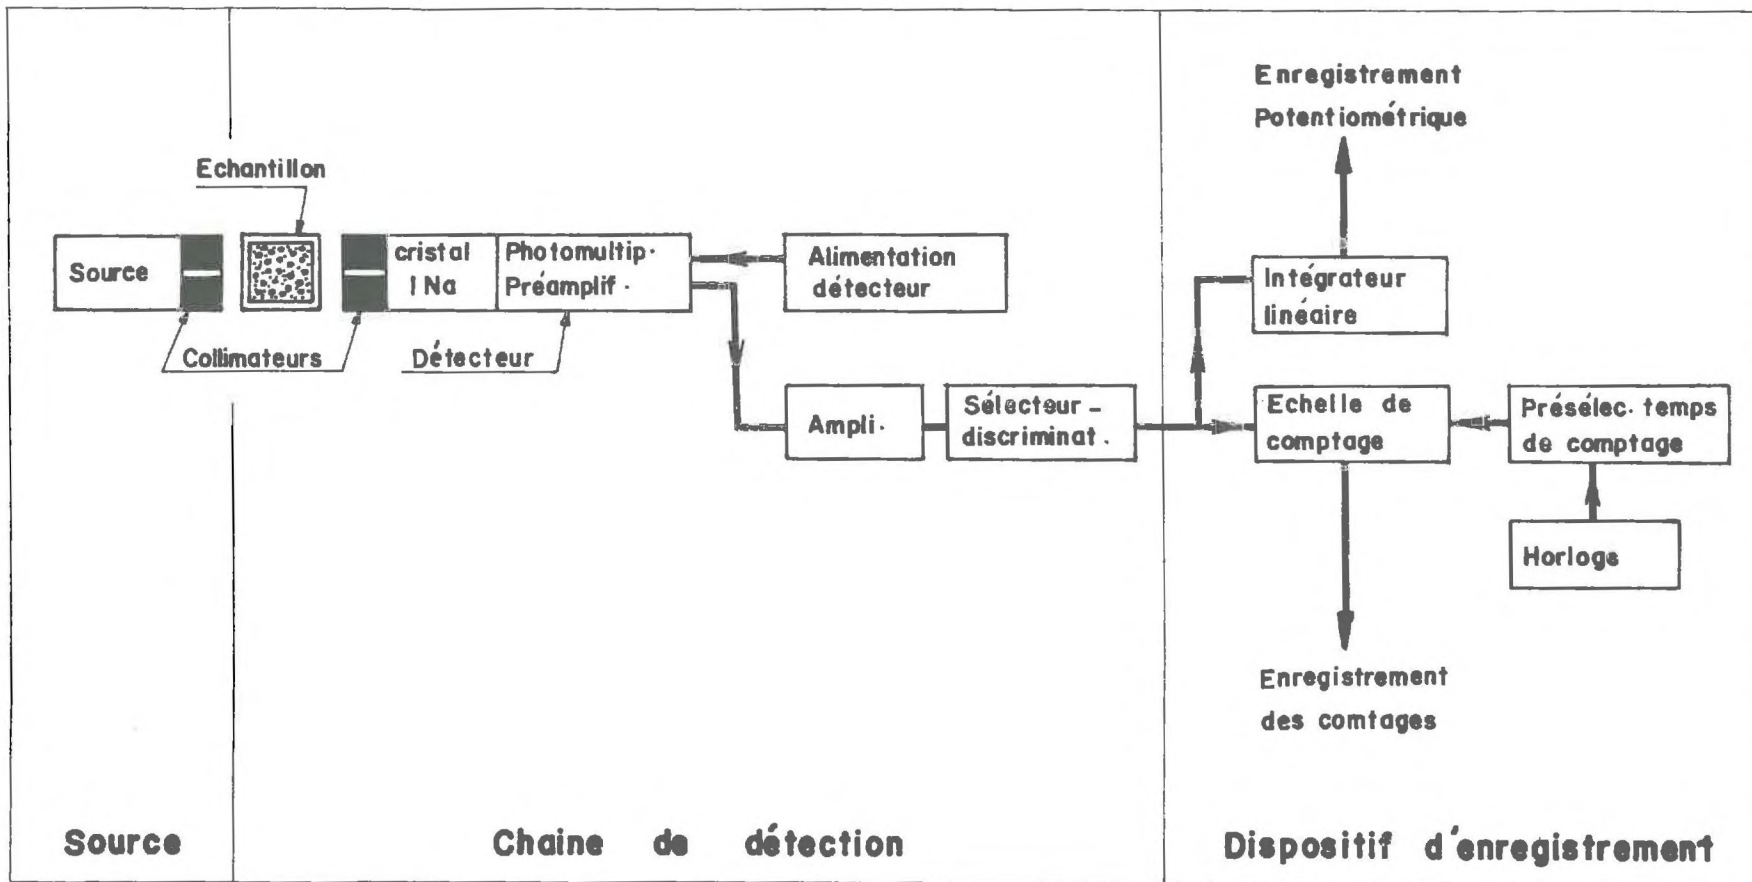 Enregistrement
Potentiométrique
Echantillon
Source
cristal
INa
Photomultip.
Préamplif.
Alimentation
détecteur
Intégrateur
linéaire
Collimateurs
Détecteur
Ampli.
Sélecteur -
discriminat.
Echelle de
comptage
Présélec. temps
de comptage
Horloge
Enregistrement
des comtages
Source
Chaine de détection
Dispositif d'enregistrement